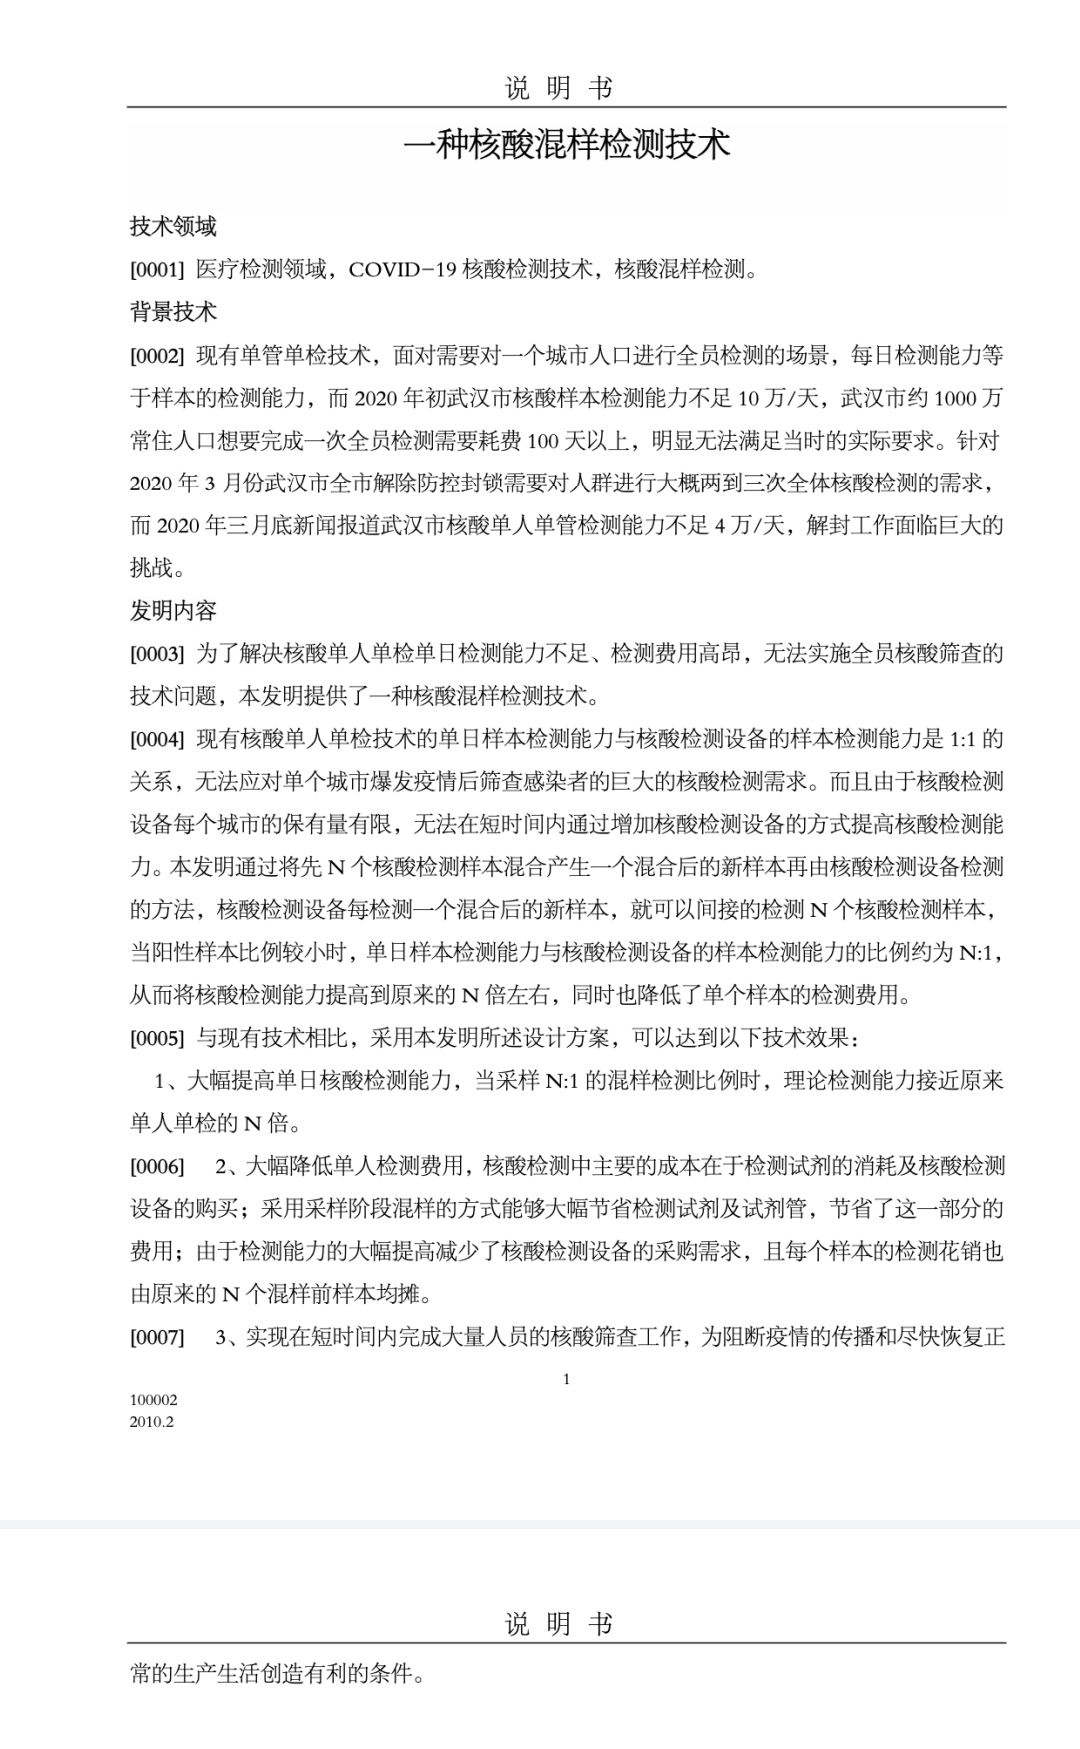 说 明 书
一种核酸混样检测技术
技术领域
[0001] 医疗检测领域，COVID-19 核酸检测技术，核酸混样检测。
背景技术
[0002] 现有单管单检技术，面对需要对一个城市人口进行全员检测的场景，每日检测能力等
于样本的检测能力，而 2020 年初武汉市核酸样本检测能力不足 10 万/天，武汉市约 1000 万
常住人口想要完成一次全员检测需要耗费 100 天以上，明显无法满足当时的实际要求。针对
2020 年 3 月份武汉市全市解除防控封锁需要对人群进行大概两到三次全体核酸检测的需求，
而 2020 年三月底新闻报道武汉市核酸单人单管检测能力不足 4 万/天，解封工作面临巨大的
挑战。
发明内容
[0003] 为了解决核酸单人单检单日检测能力不足、检测费用高昂，无法实施全员核酸筛查的
技术问题，本发明提供了一种核酸混样检测技术。
[0004] 现有核酸单人单检技术的单日样本检测能力与核酸检测设备的样本检测能力是 1:1 的
关系，无法应对单个城市爆发疫情后筛查感染者的巨大的核酸检测需求。而且由于核酸检测
设备每个城市的保有量有限，无法在短时间内通过增加核酸检测设备的方式提高核酸检测能
力。本发明通过将先 N 个核酸检测样本混合产生一个混合后的新样本再由核酸检测设备检测
的方法，核酸检测设备每检测一个混合后的新样本，就可以间接的检测 N 个核酸检测样本，
当阳性样本比例较小时，单日样本检测能力与核酸检测设备的样本检测能力的比例约为 N:1，
从而将核酸检测能力提高到原来的 N 倍左右，同时也降低了单个样本的检测费用。
[0005] 与现有技术相比，采用本发明所述设计方案，可以达到以下技术效果：
1、大幅提高单日核酸检测能力，当采样 N:1 的混样检测比例时，理论检测能力接近原来
单人单检的 N 倍。
[0006] 2、大幅降低单人检测费用，核酸检测中主要的成本在于检测试剂的消耗及核酸检测
设备的购买；采用采样阶段混样的方式能够大幅节省检测试剂及试剂管，节省了这一部分的
费用；由于检测能力的大幅提高减少了核酸检测设备的采购需求，且每个样本的检测花销也
由原来的 N 个混样前样本均摊。
[0007] 3、实现在短时间内完成大量人员的核酸筛查工作，为阻断疫情的传播和尽快恢复正
1
100002
2010.2
说 明 书
常的生产生活创造有利的条件。